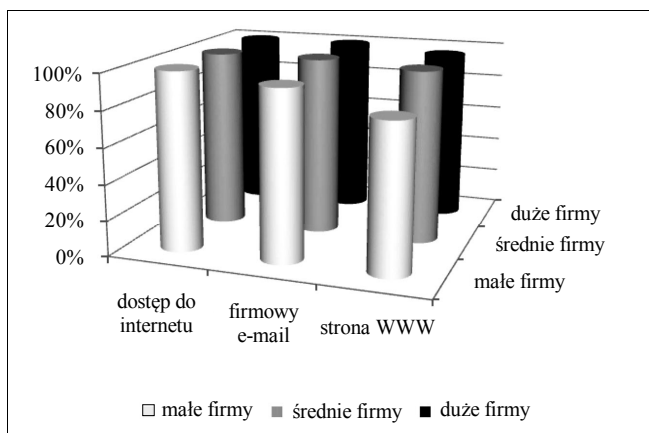 100%
80%
60%
40%
20%
0%
duże firmy
średnie firmy
małe firmy
dostęp do
internetu
firmowy
e-mail
strona WWW
małe firmy
średnie firmy
duże firmy